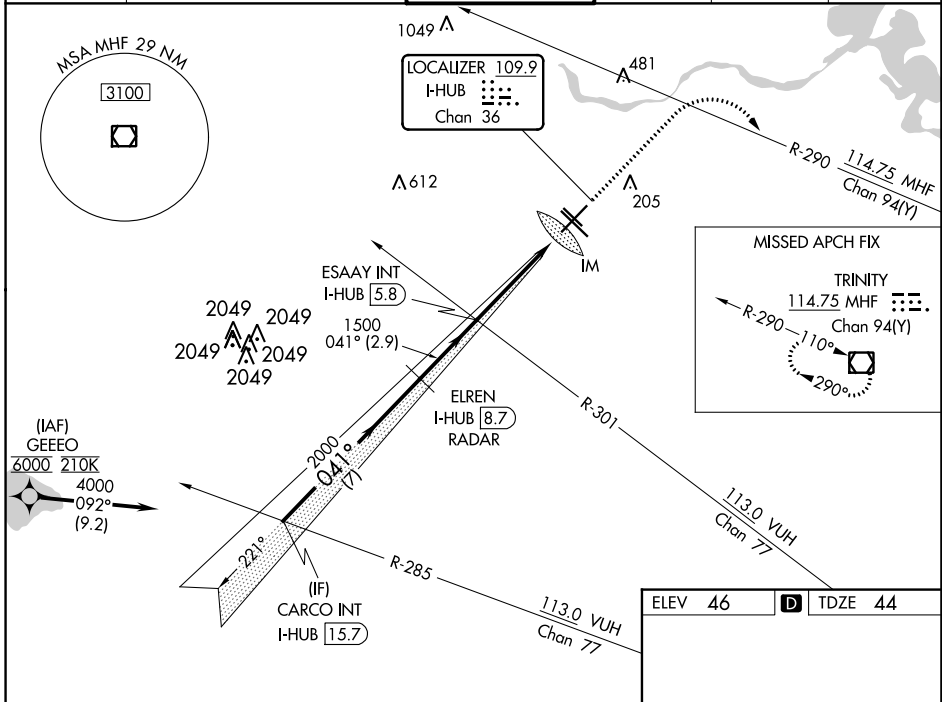 MSA MHF 29 NM
3100
1049
LOCALIZER 109.9
I-HUB
Chan 36
481
R-290
114.75 MHF
Chan 94(Y)
612
205
IM
ESAAY INT
I-HUB 5.8
1500
041° (2.9)
2049
2049
2049
2049
2049
MISSED APCH FIX
TRINITY
114.75 MHF
Chan 94(Y)
R-290
110°
290°
ELREN
I-HUB 8.7
RADAR
R-301
113.0 VUH
Chan 77
(IAF)
GEEEO
6000 210K
4000
092°
(9.2)
2000
041°
(7)
221°
(IF)
CARCO INT
I-HUB 15.7
R-285
113.0 VUH
Chan 77
ELEV 46 D TDZE 44